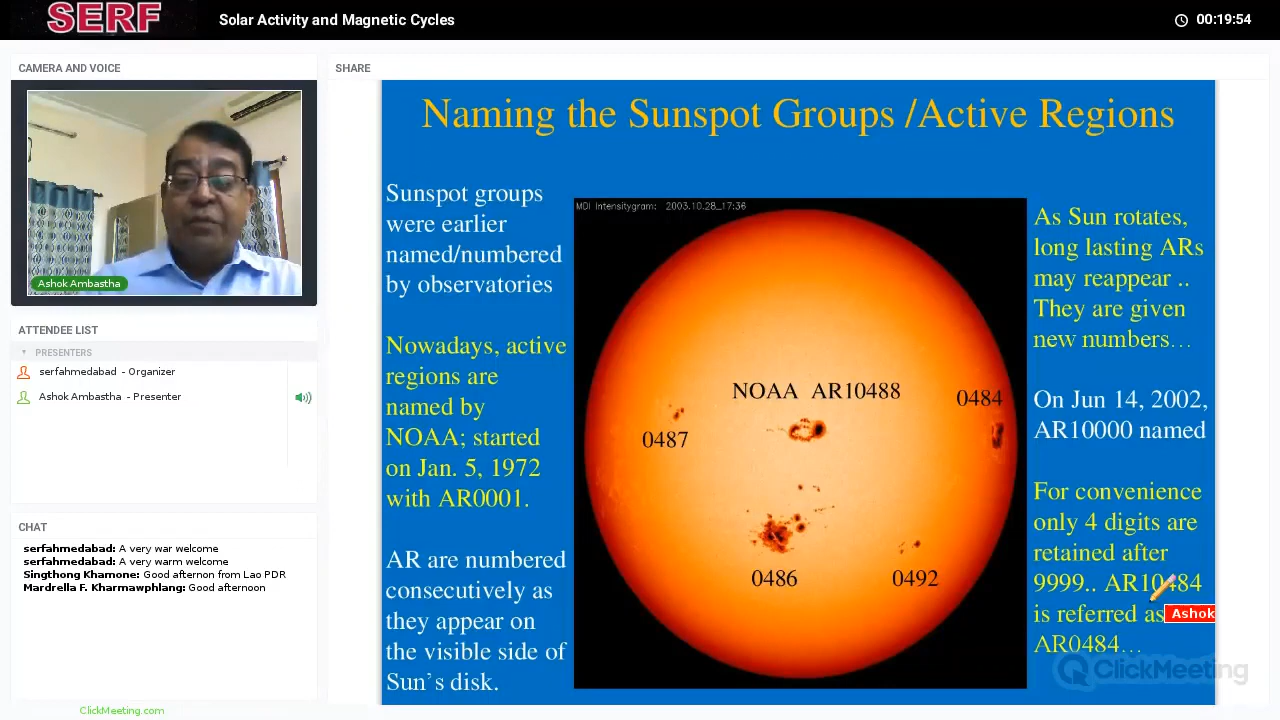 SERF
Solar Activity and Magnetic Cycles
00:19:54
CAMERA AND VOICE
Ashok Ambastha
ATTENDEE LIST
PRESENTERS
serfahmedabad - Organizer
Ashok Ambastha - Presenter
CHAT
serfahmedabad: A very war welcome
serfahmedabad: A very warm welcome
Singthong Khamone: Good afternon from Lao PDR
Mardrella F. Kharmawphlang: Good afternoon
ClickMeeting.com
SHARE
Naming the Sunspot Groups /Active Regions
Sunspot groups
were earlier
named/numbered
by observatories
Nowadays, active
regions are
named by
NOAA; started
on Jan. 5, 1972
with AR0001.
AR are numbered
consecutively as
they appear on
the visible side of
Sun's disk.
MDI Intensitygram: 2003.10.28_17:36
NOAA AR10488
0484
0487
0486
0492
As Sun rotates,
long lasting ARs
may reappear ..
They are given
new numbers…
On Jun 14, 2002,
AR10000 named
For convenience
only 4 digits are
retained after
9999.. AR10484
is referred as
AR0484…
Ashok
ClickMeeting